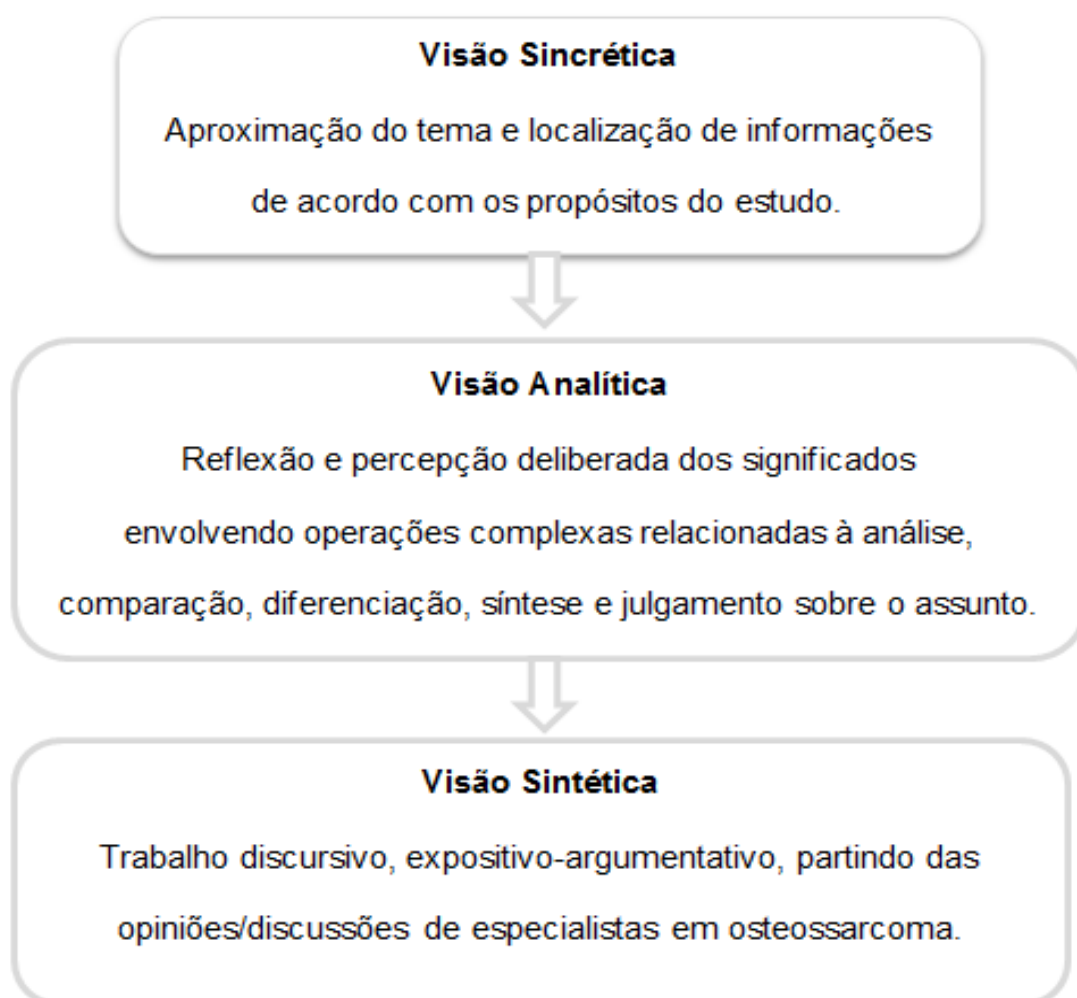 Visão Sincrética
Aproximação do tema e localização de informações
de acordo com os propósitos do estudo.
Visão Analítica
Reflexão e percepção deliberada dos significados
envolvendo operações complexas relacionadas à análise,
comparação, diferenciação, síntese e julgamento sobre o assunto.
Visão Sintética
Trabalho discursivo, expositivo-argumentativo, partindo das
opiniões/discussões de especialistas em osteossarcoma.